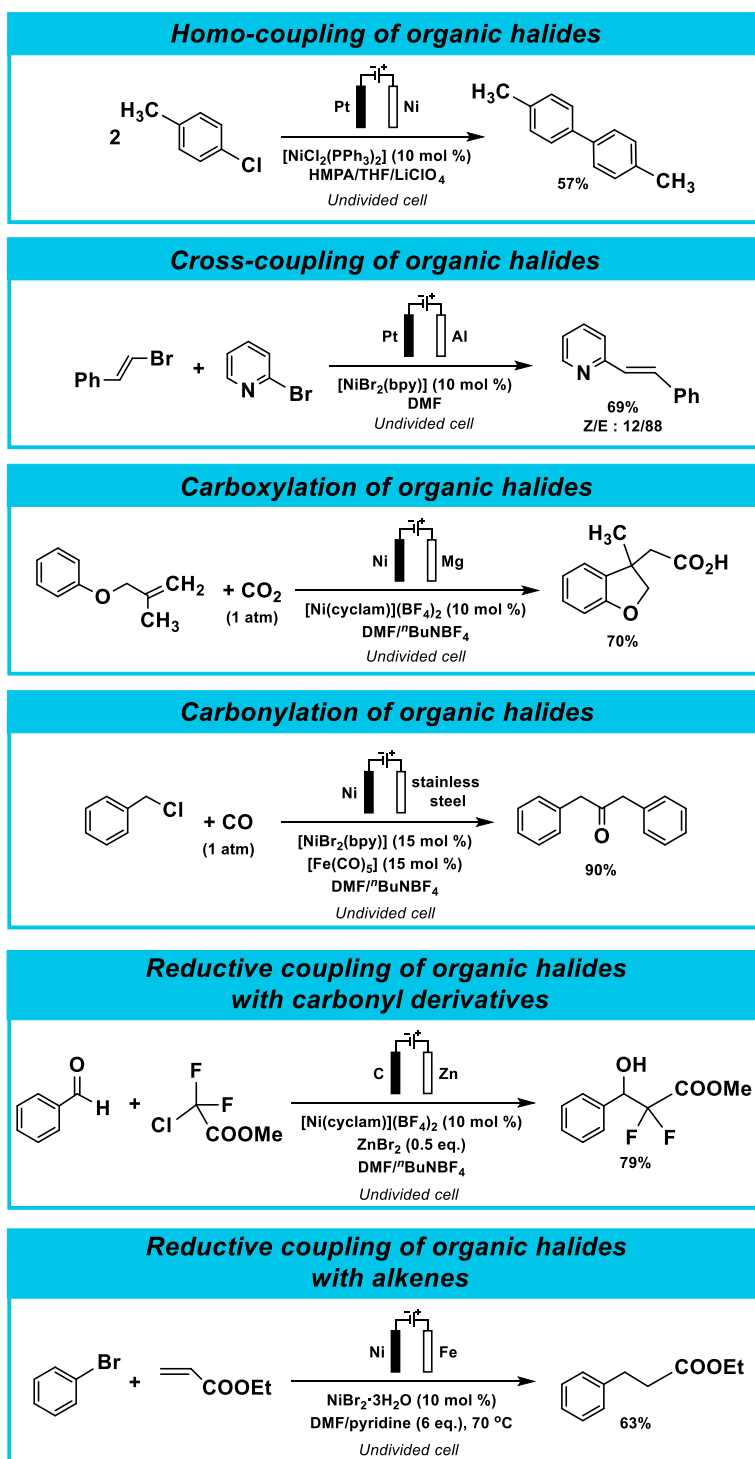 Homo-coupling of organic halides
- +
Pt Ni
H₃C
2
Cl
[NiCl₂(PPh₃)₂] (10 mol %)
HMPA/THF/LiClO₄
Undivided cell
H₃C
CH₃
57%
Cross-coupling of organic halides
- +
Pt Al
Ph Br + N Br
[NiBr₂(bpy)] (10 mol %)
DMF
Undivided cell
N Ph
69%
Z/E : 12/88
Carboxylation of organic halides
- +
Ni Mg
O CH₂
CH₃
+ CO₂
(1 atm)
[Ni(cyclam)](BF₄)₂ (10 mol %)
DMF/ⁿBuNBF₄
Undivided cell
H₃C
CO₂H
O
70%
Carbonylation of organic halides
- +
Ni stainless
steel
Cl
+ CO
(1 atm)
[NiBr₂(bpy)] (15 mol %)
[Fe(CO)₅] (15 mol %)
DMF/ⁿBuNBF₄
Undivided cell
O
90%
Reductive coupling of organic halides
with carbonyl derivatives
- +
C Zn
O
H
+
F
Cl F
COOMe
[Ni(cyclam)](BF₄)₂ (10 mol %)
ZnBr₂ (0.5 eq.)
DMF/ⁿBuNBF₄
Undivided cell
OH
COOMe
F F
79%
Reductive coupling of organic halides
with alkenes
- +
Ni Fe
Br
+
COOEt
NiBr₂·3H₂O (10 mol %)
DMF/pyridine (6 eq.), 70 °C
Undivided cell
COOEt
63%